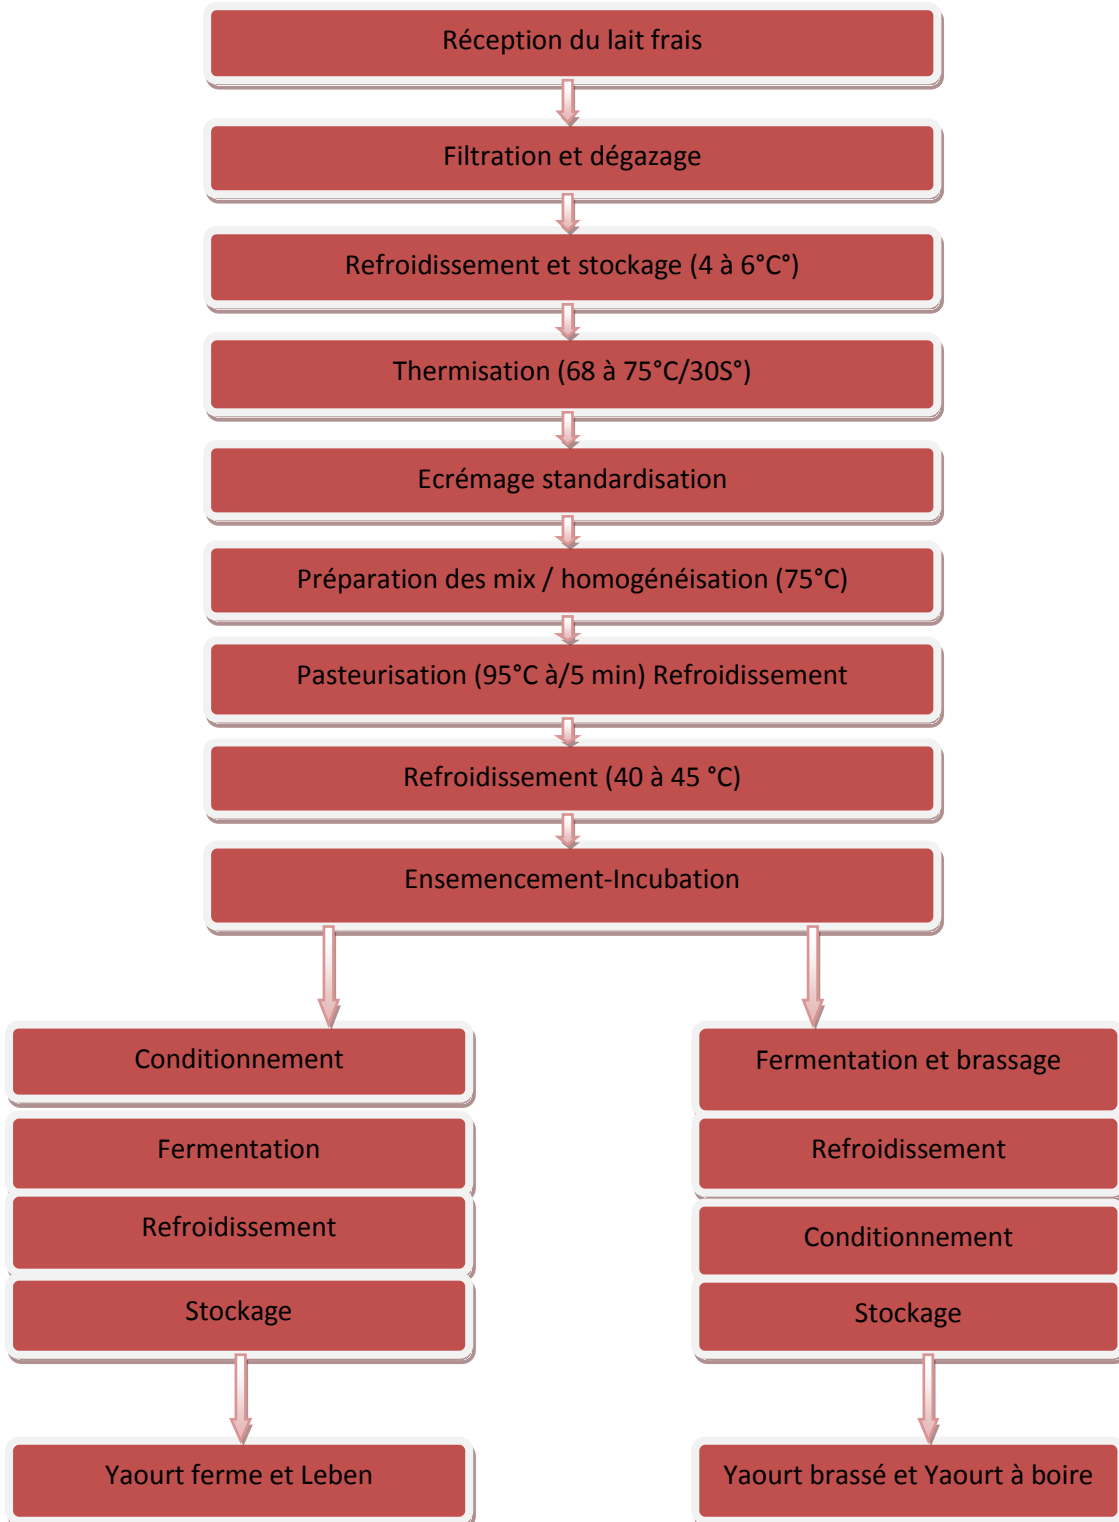 Réception du lait frais
Filtration et dégazage
Refroidissement et stockage (4 à 6°C°)
Thermisation (68 à 75°C/30S°)
Ecrémage standardisation
Préparation des mix / homogénéisation (75°C)
Pasteurisation (95°C à/5 min) Refroidissement
Refroidissement (40 à 45 °C)
Ensemencement-Incubation
Conditionnement
Fermentation
Refroidissement
Stockage
Yaourt ferme et Leben
Fermentation et brassage
Refroidissement
Conditionnement
Stockage
Yaourt brassé et Yaourt à boire